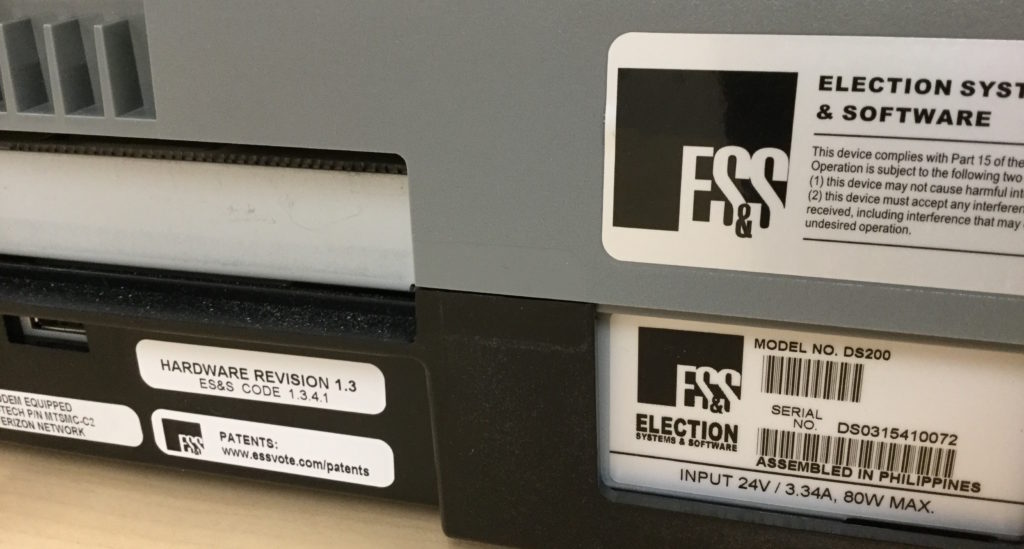 ES&S
ELECTION SYST
& SOFTWARE
This device complies with Part 15 of the
Operation is subject to the following two
(1) this device may not cause harmful int
(2) this device must accept any interferen
received, including interference that may
undesired operation.
HARDWARE REVISION 1.3
ES&S CODE 1.3.4.1
ODEM EQUIPPED
TECH P/N MTSMC-C2
ERIZON NETWORK
ES&S
PATENTS:
www.essvote.com/patents
ES&S
ELECTION
SYSTEMS & SOFTWARE
MODEL NO. DS200
SERIAL
NO. DS0315410072
ASSEMBLED IN PHILIPPINES
INPUT 24V / 3.34A, 80W MAX.